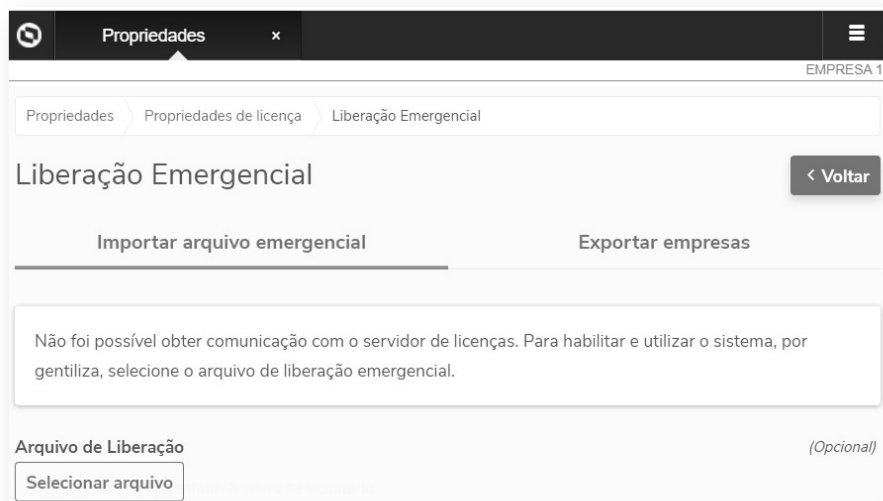 Propriedades ×
EMPRESA 1
Propriedades Propriedades de licença Liberação Emergencial
Liberação Emergencial
< Voltar
Importar arquivo emergencial Exportar empresas
Não foi possível obter comunicação com o servidor de licenças. Para habilitar e utilizar o sistema, por
gentiliza, selecione o arquivo de liberação emergencial.
Arquivo de Liberação (Opcional)
Selecionar arquivo